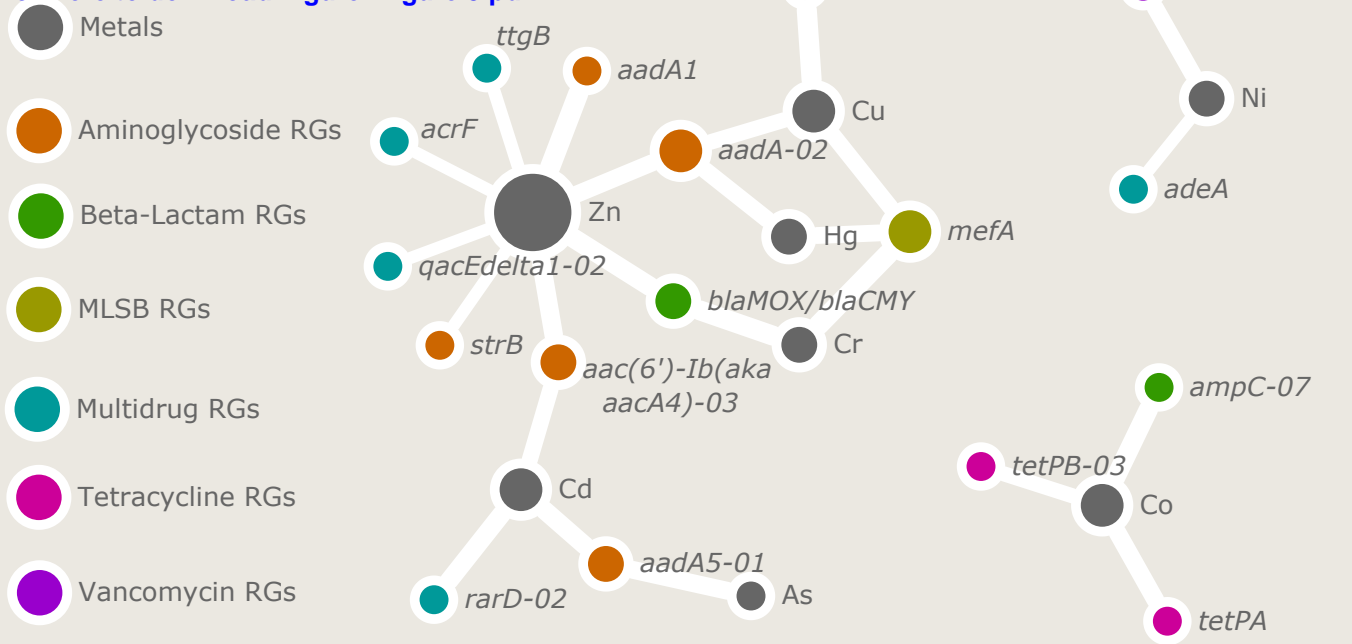 Metals
ttgB
aadA1
Ni
Cu
acrF
Aminoglycoside RGs
aadA-02
adeA
Beta-Lactam RGs
Zn
mefA
Hg
qacEdelta1-02
blaMOX/blaCMY
MLSB RGs
strB
Cr
aac(6')-Ib(aka
aacA4)-03
ampC-07
Multidrug RGs
tetPB-03
Cd
Tetracycline RGs
Co
aadA5-01
Vancomycin RGs
rarD-02
As
tetPA